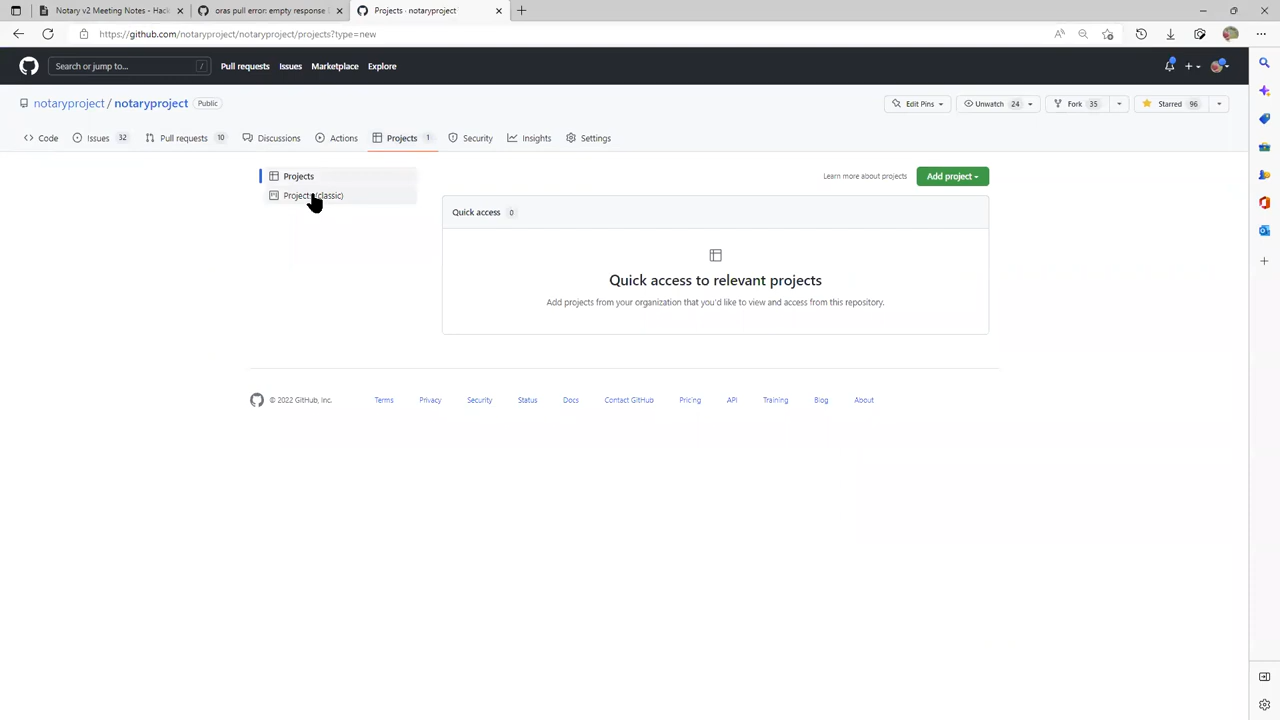 Notary v2 Meeting Notes - Hack
oras pull error: empty response
Projects · notaryproject
https://github.com/notaryproject/notaryproject/projects?type=new
Search or jump to... /
Pull requests Issues Marketplace Explore
notaryproject / notaryproject Public
Edit Pins Unwatch 24 Fork 35 Starred 96
Code Issues 32 Pull requests 10 Discussions Actions Projects 1 Security Insights Settings
Projects
Projects (classic)
Learn more about projects Add project
Quick access 0
Quick access to relevant projects
Add projects from your organization that you'd like to view and access from this repository.
© 2022 GitHub, Inc. Terms Privacy Security Status Docs Contact GitHub Pricing API Training Blog About